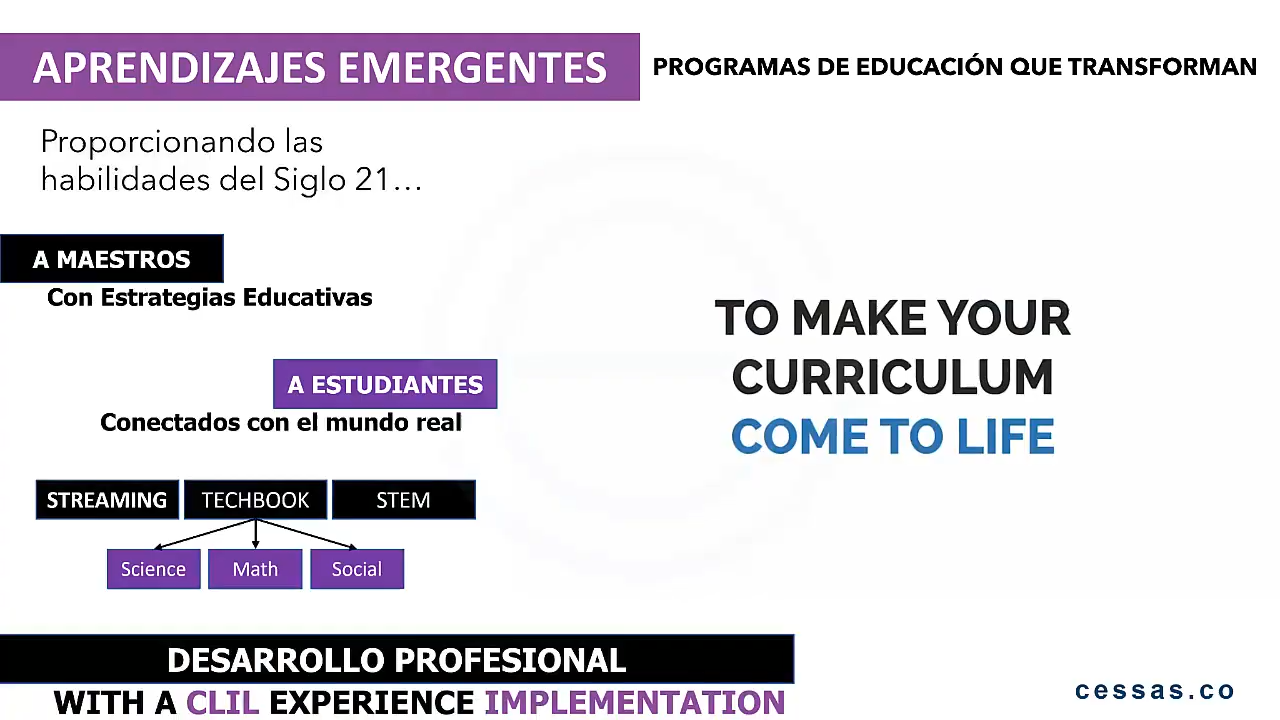 APRENDIZAJES EMERGENTES
PROGRAMAS DE EDUCACIÓN QUE TRANSFORMAN
Proporcionando las
habilidades del Siglo 21...
A MAESTROS
Con Estrategias Educativas
A ESTUDIANTES
Conectados con el mundo real
STREAMING
TECHBOOK
STEM
Science
Math
Social
TO MAKE YOUR
CURRICULUM
COME TO LIFE
DESARROLLO PROFESIONAL
WITH A CLIL EXPERIENCE IMPLEMENTATION
cessas.co